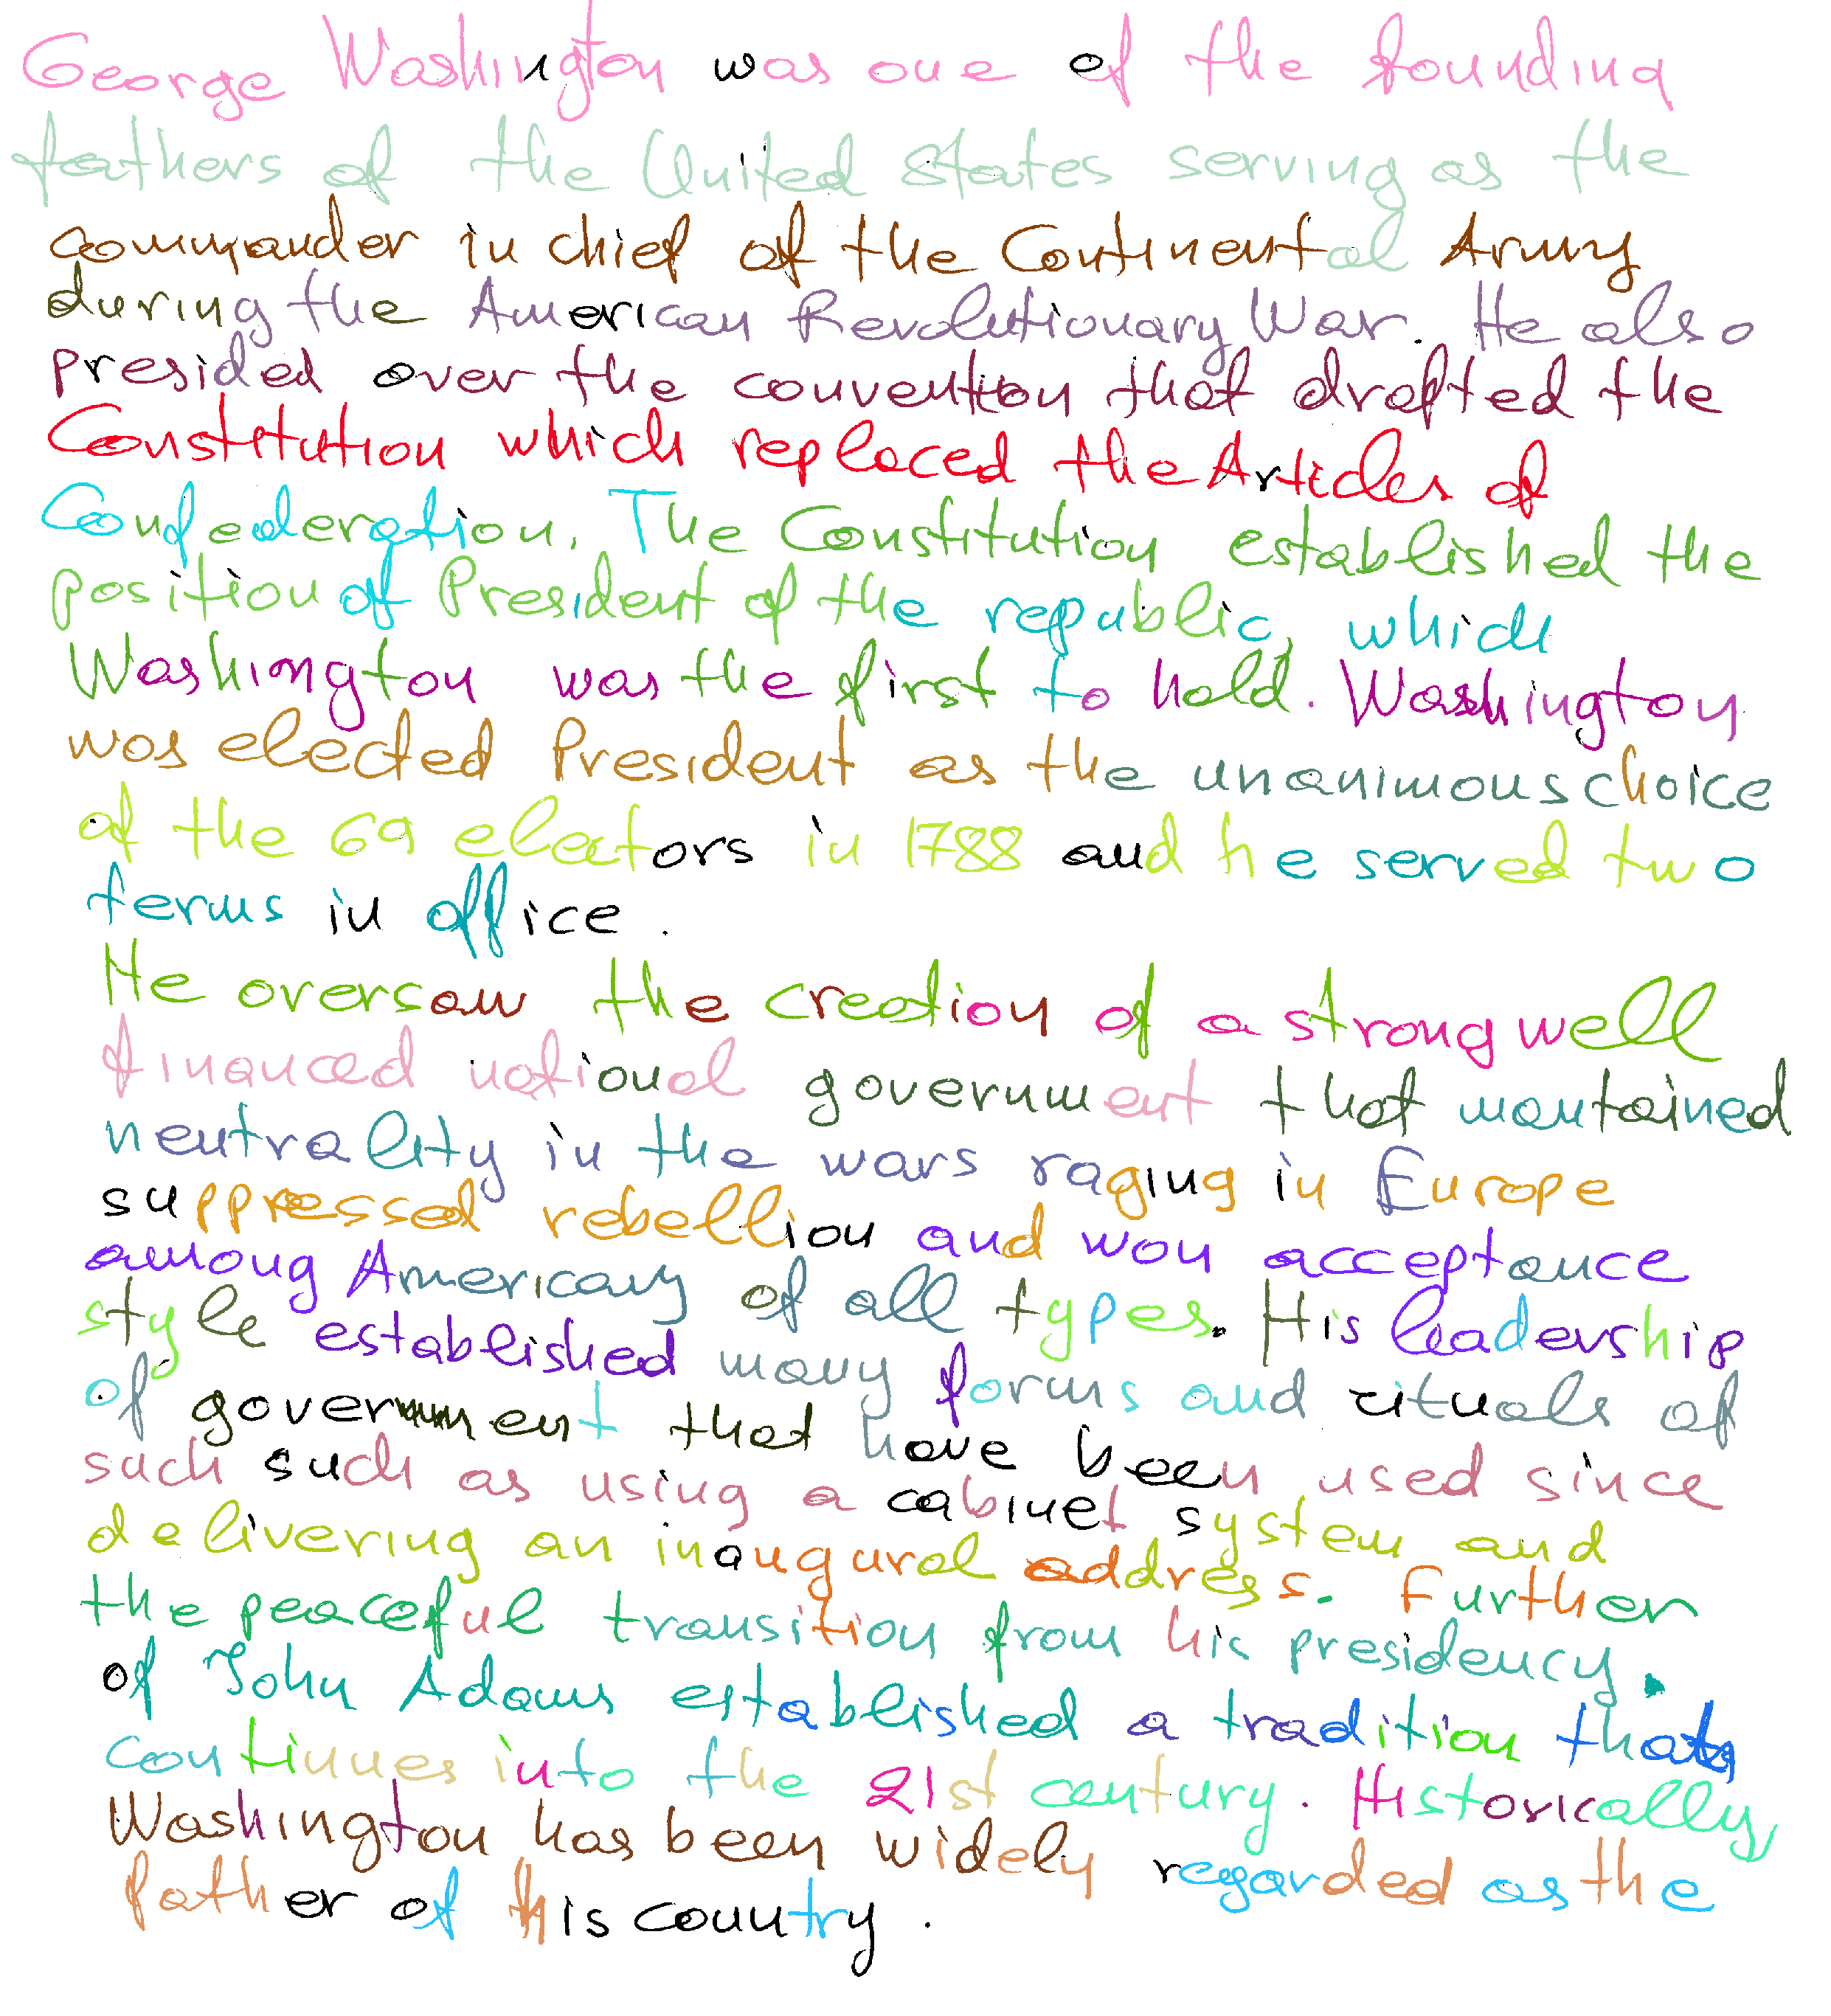 George Washington was one of the founding
fathers of the United States serving as the
commander in chief of the Continental Army
during the American Revolutionary War. He also
presided over the convention that drafted the
Constitution which replaced the Articles of
Confederation. The Constitution established the
position of President of the republic, which
Washington was the first to hold. Washington
was elected President as the unanimous choice
of the 69 electors in 1788 and he served two
terms in office.
He oversaw the creation of a strong well
financed national government that mantained
neutrality in the wars raging in Europe
suppressed rebellion and won acceptance
among Americans of all types. His leadership
style established many forms and rituals of
of government that have been used since
such such as using a cabinet system and
delivering an inaugural address. Further
the peaceful transition from his presidency.
of John Adams established a tradition that
continues into the 21st century. Historically,
Washington has been widely regarded as the
father of his country.